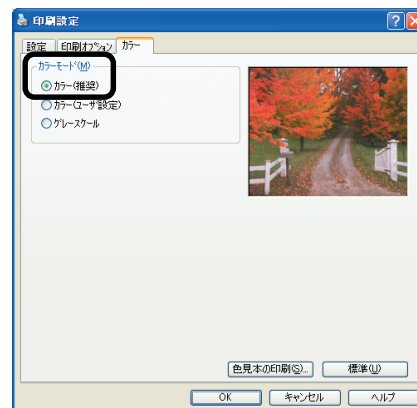 印刷設定
設定 印刷オプション カラー
カラーモード(M)
カラー(推奨)
カラー(ユーザ設定)
グレースケール
色見本の印刷(S)... 標準(U)
OK キャンセル ヘルプ